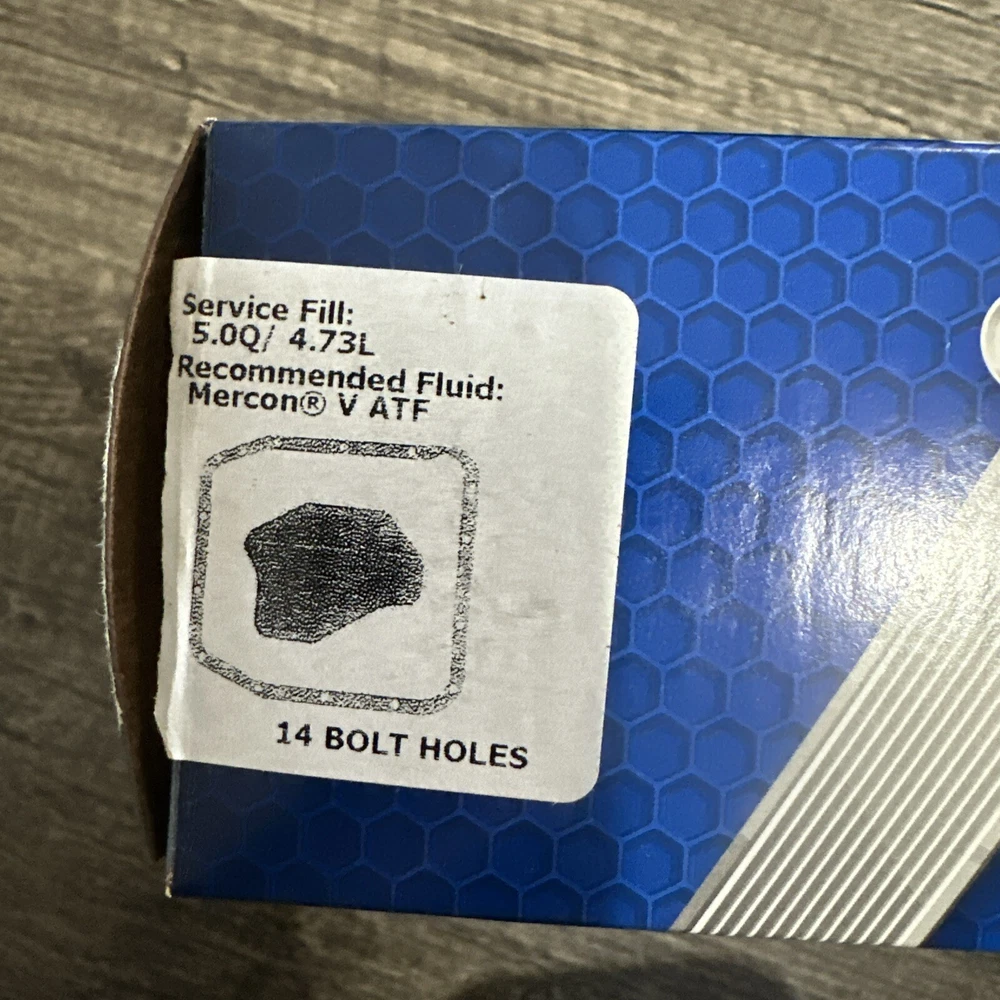 Service Fill:
5.0Q/ 4.73L
Recommended Fluid:
Mercon® V ATF
14 BOLT HOLES